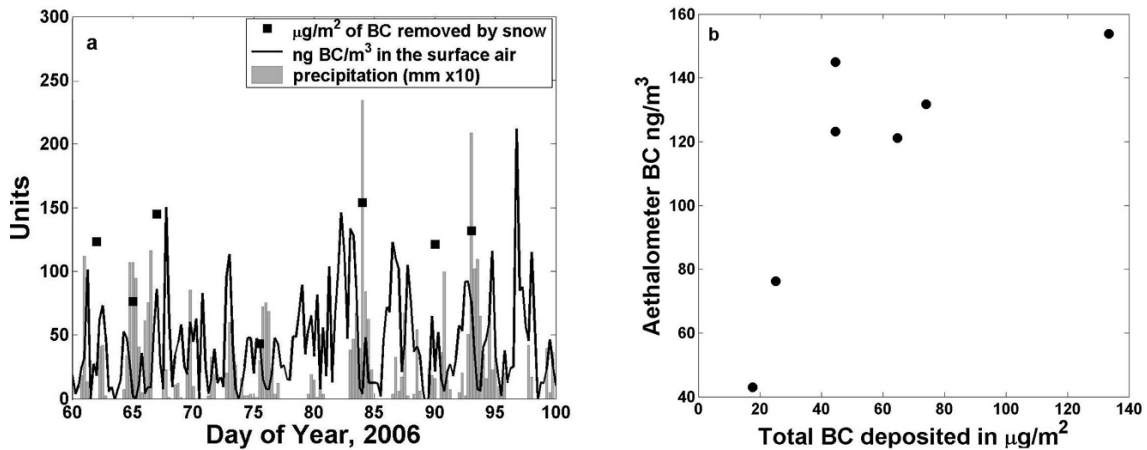 a
μg/m² of BC removed by snow
ng BC/m³ in the surface air
precipitation (mm x10)
Units
300
250
200
150
100
50
0
60 65 70 75 80 85 90 95 100
Day of Year, 2006
b
Aethalometer BC ng/m³
160
140
120
100
80
60
40
0 20 40 60 80 100 120 140
Total BC deposited in μg/m²